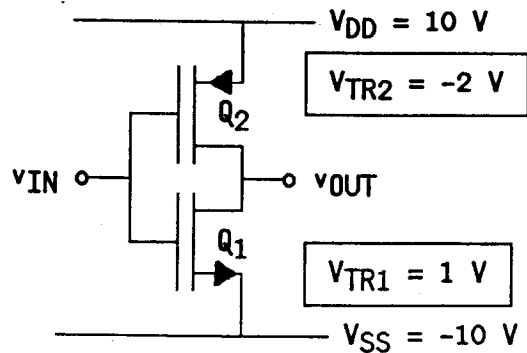 V_DD = 10 V
V_TR2 = -2 V
Q_2
v_IN
v_OUT
Q_1
V_TR1 = 1 V
V_SS = -10 V